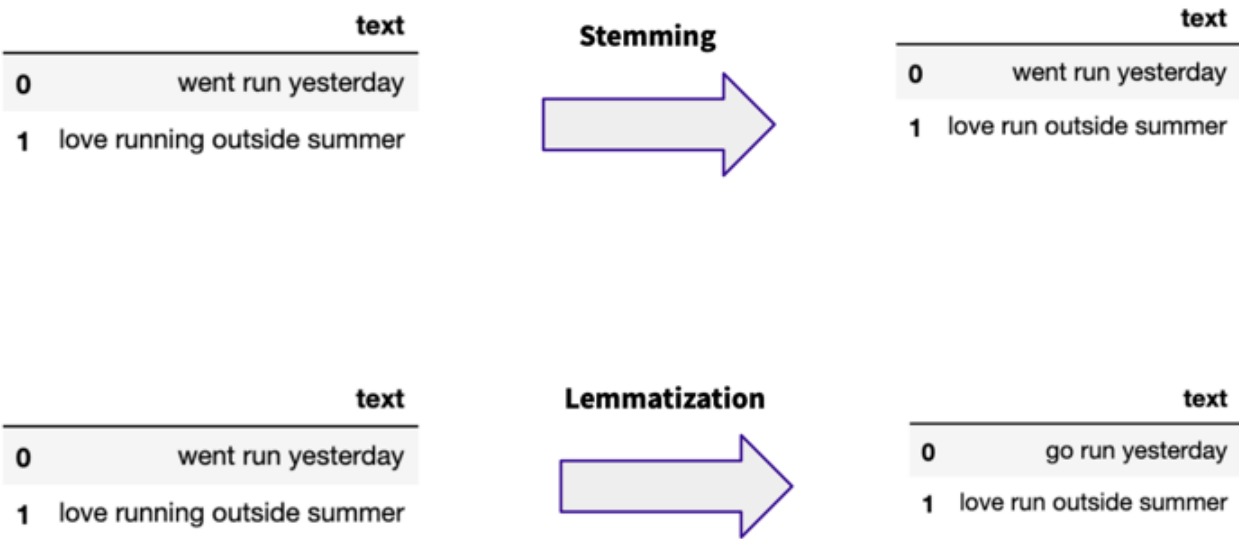 text
0 went run yesterday
1 love running outside summer
Stemming
text
0 went run yesterday
1 love run outside summer
text
0 went run yesterday
1 love running outside summer
Lemmatization
text
0 go run yesterday
1 love run outside summer